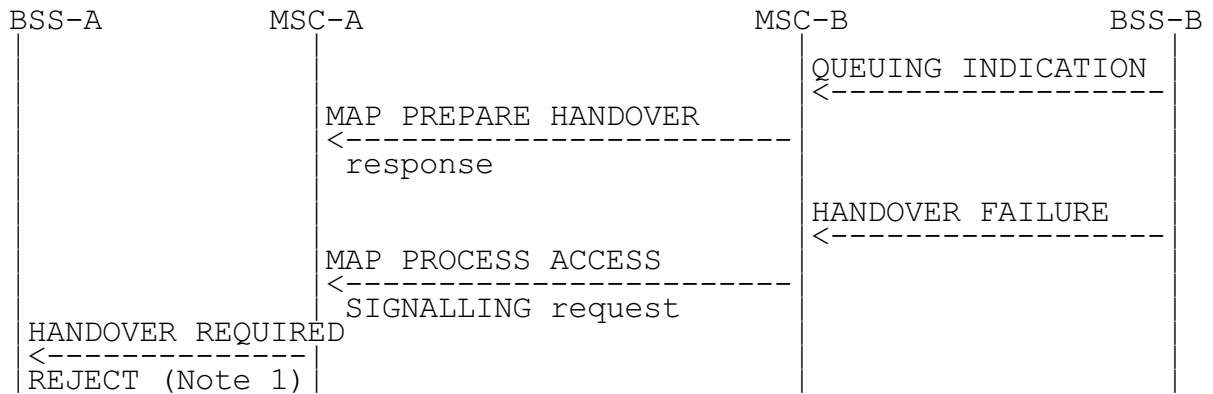 BSS-A MSC-A MSC-B BSS-B
QUEUING INDICATION
MAP PREPARE HANDOVER
response
HANDOVER FAILURE
MAP PROCESS ACCESS
SIGNALLING request
HANDOVER REQUIRED
REJECT (Note 1)